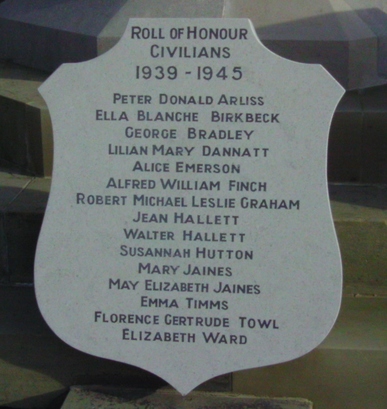 Roll of Honour
Civilians
1939 - 1945
Peter Donald Arliss
Ella Blanche Birkbeck
George Bradley
Lilian Mary Dannatt
Alice Emerson
Alfred William Finch
Robert Michael Leslie Graham
Jean Hallett
Walter Hallett
Susannah Hutton
Mary Jaines
May Elizabeth Jaines
Emma Timms
Florence Gertrude Towl
Elizabeth Ward